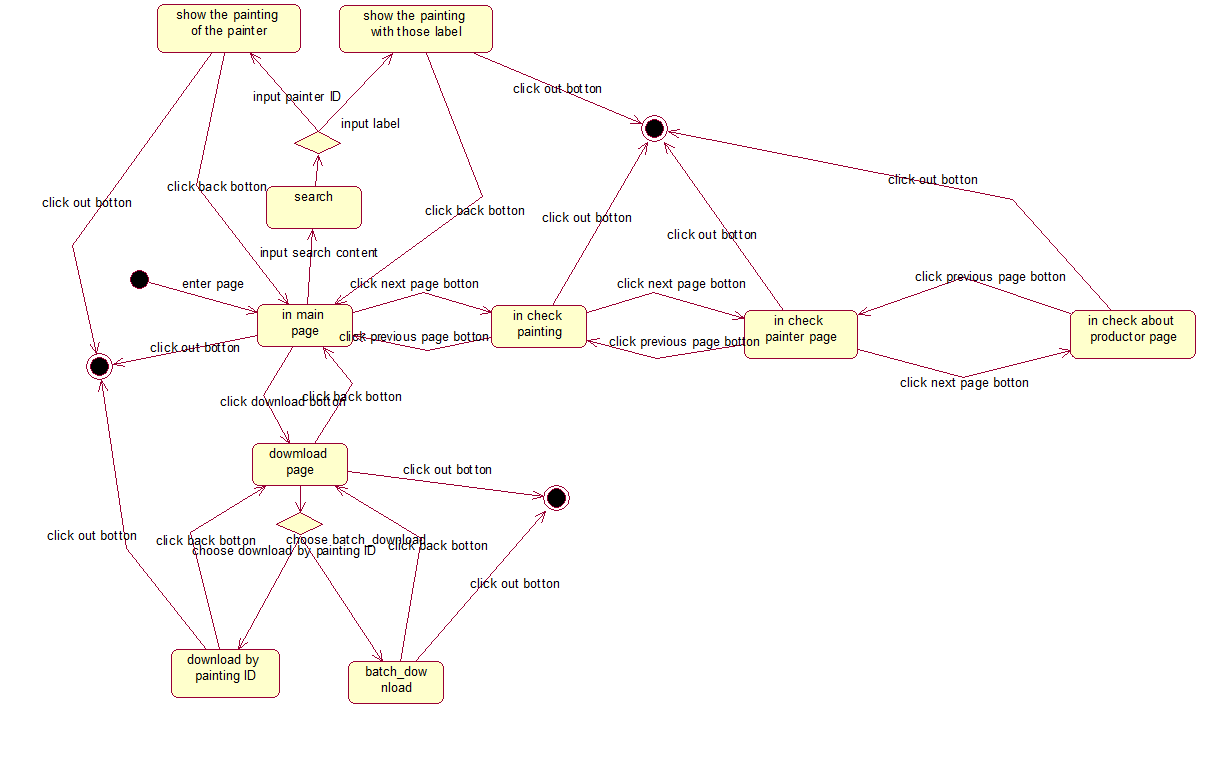 show the painting
of the painter
show the painting
with those label
click out botton
input painter ID
input label
click back botton
search
click out botton
click out botton
click back botton
click out botton
click out botton
input search content
enter page
click next page botton
click next page botton
click previous page botton
in main
page
in check
painting
in check
painter page
in check about
productor page
click previous page botton
click previous page botton
click out botton
click next page botton
click download botton
click back botton
dowmload
page
click out botton
click out botton
click back botton
choose batch_download
choose download by painting ID
click back botton
click out botton
download by
painting ID
batch_dow
nload